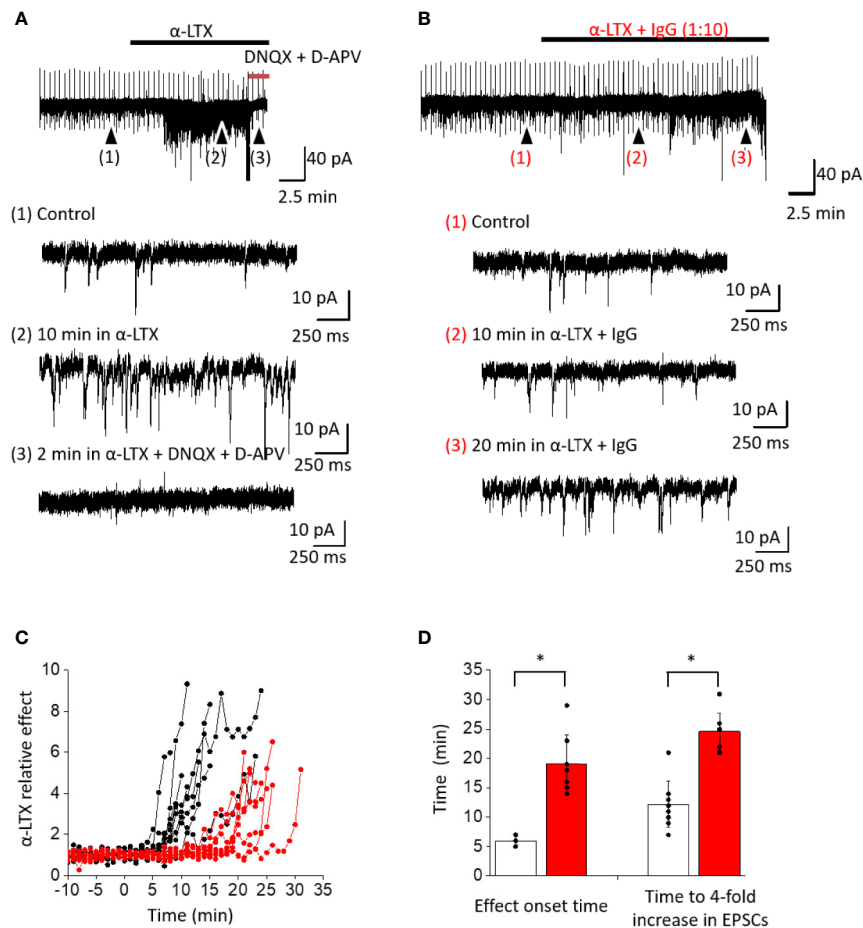 A
α-LTX
DNQX + D-APV
(1)
(2)
(3)
40 pA
2.5 min
(1) Control
10 pA
250 ms
(2) 10 min in α-LTX
10 pA
250 ms
(3) 2 min in α-LTX + DNQX + D-APV
10 pA
250 ms
B
α-LTX + IgG (1:10)
(1)
(2)
(3)
40 pA
2.5 min
(1) Control
10 pA
250 ms
(2) 10 min in α-LTX + IgG
10 pA
250 ms
(3) 20 min in α-LTX + IgG
10 pA
250 ms
C
α-LTX relative effect
10
8
6
4
2
0
-10 -5 0 5 10 15 20 25 30 35
Time (min)
D
Time (min)
35
30
25
20
15
10
5
0
*
*
Effect onset time
Time to 4-fold
increase in EPSCs